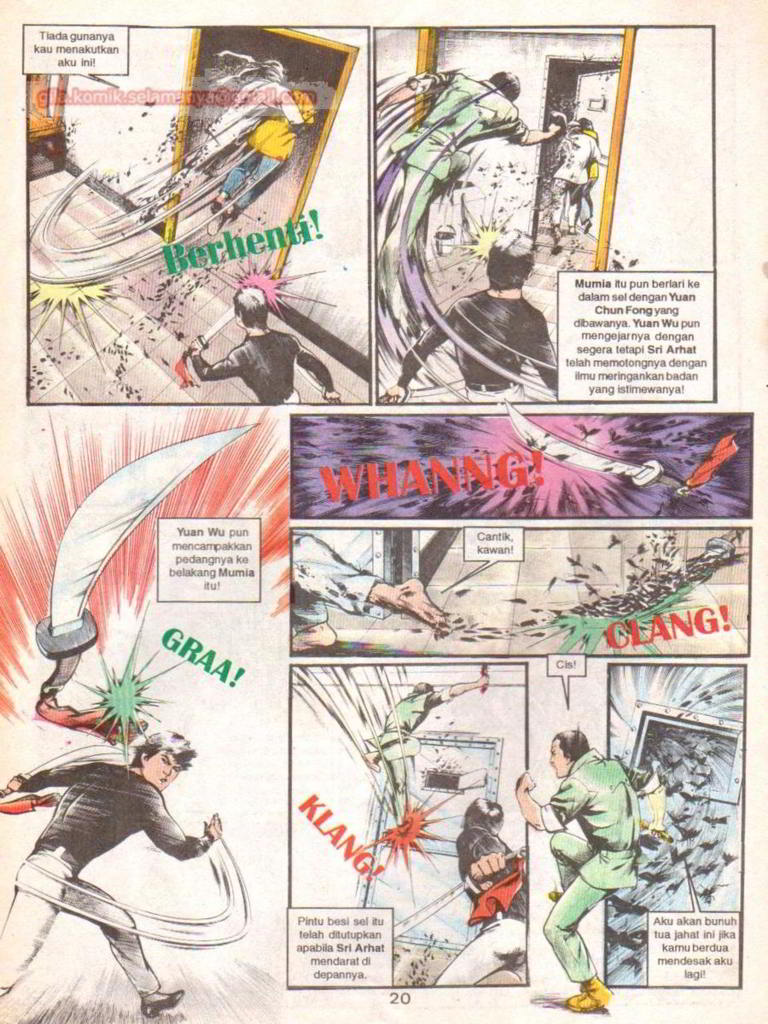 Tiada gunanya
kau menakutkan
aku ini!
Berhenti!
Mumia itu pun berlari ke
dalam sel dengan Yuan
Chun Fong yang
dibawanya. Yuan Wu pun
mengejarnya dengan
segera tetapi Sri Arhat
telah memotongnya dengan
ilmu meringankan badan
yang istimewanya!
Yuan Wu pun
mencampakkan
pedangnya ke
belakang Mumia
itu!
GRAA!
WHANNG!
Cantik,
kawan!
CLANG!
KLANG!
Pintu besi sel itu
telah ditutupkan
apabila Sri Arhat
mendarat di
depannya.
Cis!
Aku akan bunuh
tua jahat ini jika
kamu berdua
mendesak aku
lagi!
20